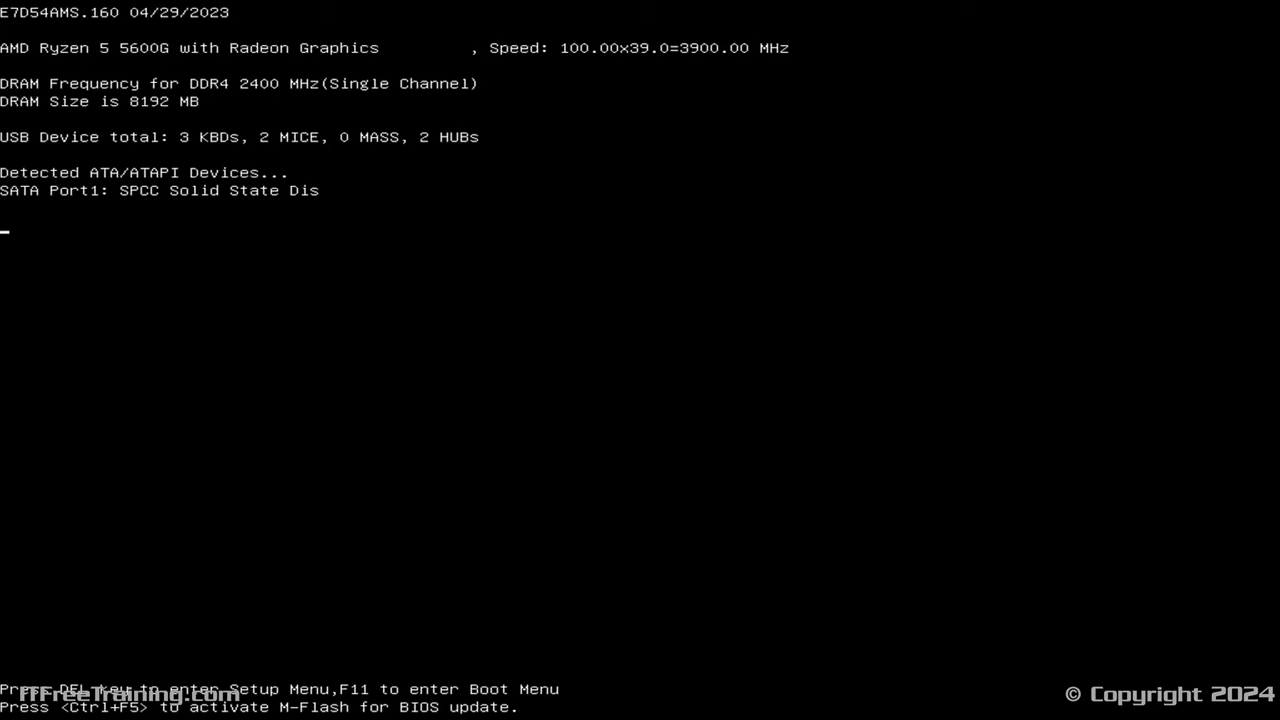 E7D54AMS.160 04/29/2023
AMD Ryzen 5 5600G with Radeon Graphics , Speed: 100.00x39.0=3900.00 MHz
DRAM Frequency for DDR4 2400 MHz(Single Channel)
DRAM Size is 8192 MB
USB Device total: 3 KBDs, 2 MICE, 0 MASS, 2 HUBs
Detected ATA/ATAPI Devices...
SATA Port1: SPCC Solid State Dis
Press DEL key to enter Setup Menu,F11 to enter Boot Menu
ITFreeTraining.com
© Copyright 2024
Press <Ctrl+F5> to activate M-Flash for BIOS update.